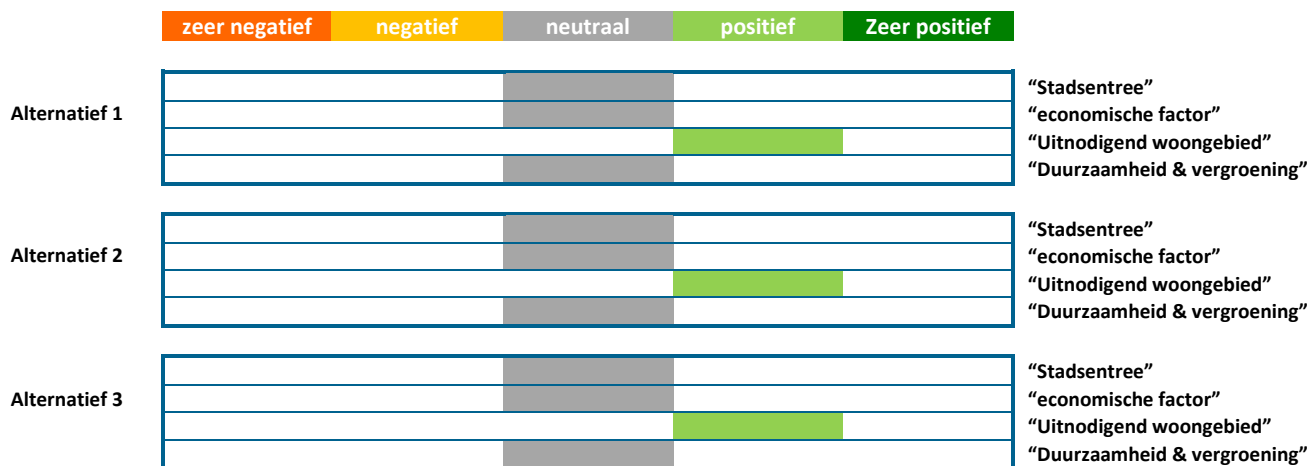 zeer negatief negatief neutraal positief Zeer positief
“Stadsentree”
Alternatief 1 “economische factor”
“Uitnodigend woongebied”
“Duurzaamheid & vergroening”
“Stadsentree”
Alternatief 2 “economische factor”
“Uitnodigend woongebied”
“Duurzaamheid & vergroening”
“Stadsentree”
Alternatief 3 “economische factor”
“Uitnodigend woongebied”
“Duurzaamheid & vergroening”